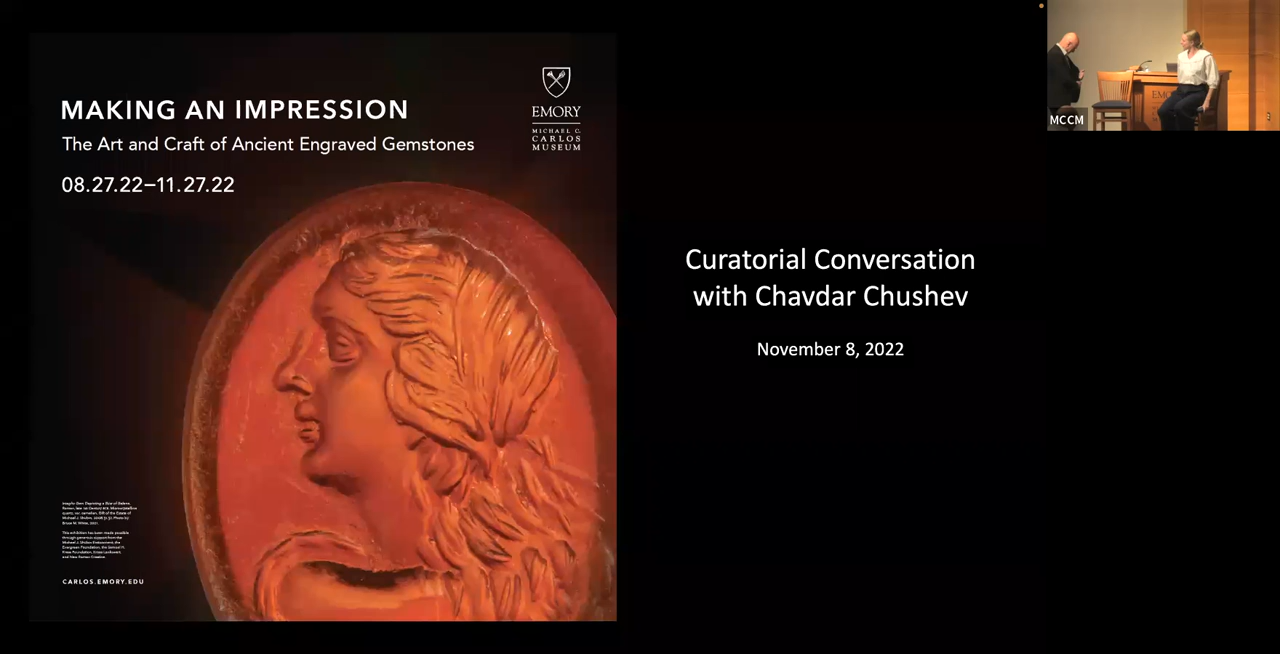 MAKING AN IMPRESSION
The Art and Craft of Ancient Engraved Gemstones
08.27.22–11.27.22
EMORY
MICHAEL C.
CARLOS
MUSEUM
CARLOS.EMORY.EDU
Curatorial Conversation
with Chavdar Chushev
November 8, 2022
MCCM